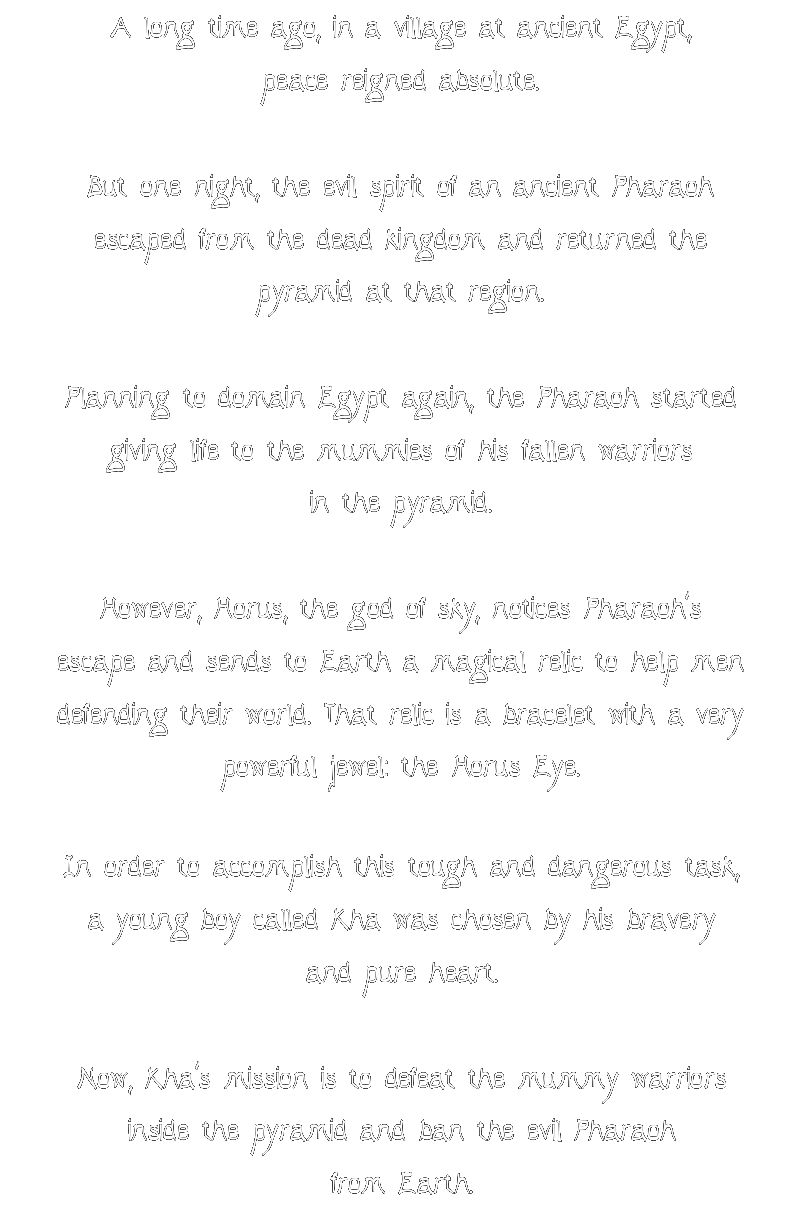 A long time ago, in a village at ancient Egypt,
peace reigned absolute.
But one night, the evil spirit of an ancient Pharaoh
escaped from the dead kingdom and returned the
pyramid at that region.
Planning to domain Egypt again, the Pharaoh started
giving life to the mummies of his fallen warriors
in the pyramid.
However, Horus, the god of sky, notices Pharaoh's
escape and sends to Earth a magical relic to help men
defending their world. That relic is a bracelet with a very
powerful jewel: the Horus Eye.
In order to accomplish this tough and dangerous task,
a young boy called Kha was chosen by his bravery
and pure heart.
Now, Kha's mission is to defeat the mummy warriors
inside the pyramid and ban the evil Pharaoh
from Earth.